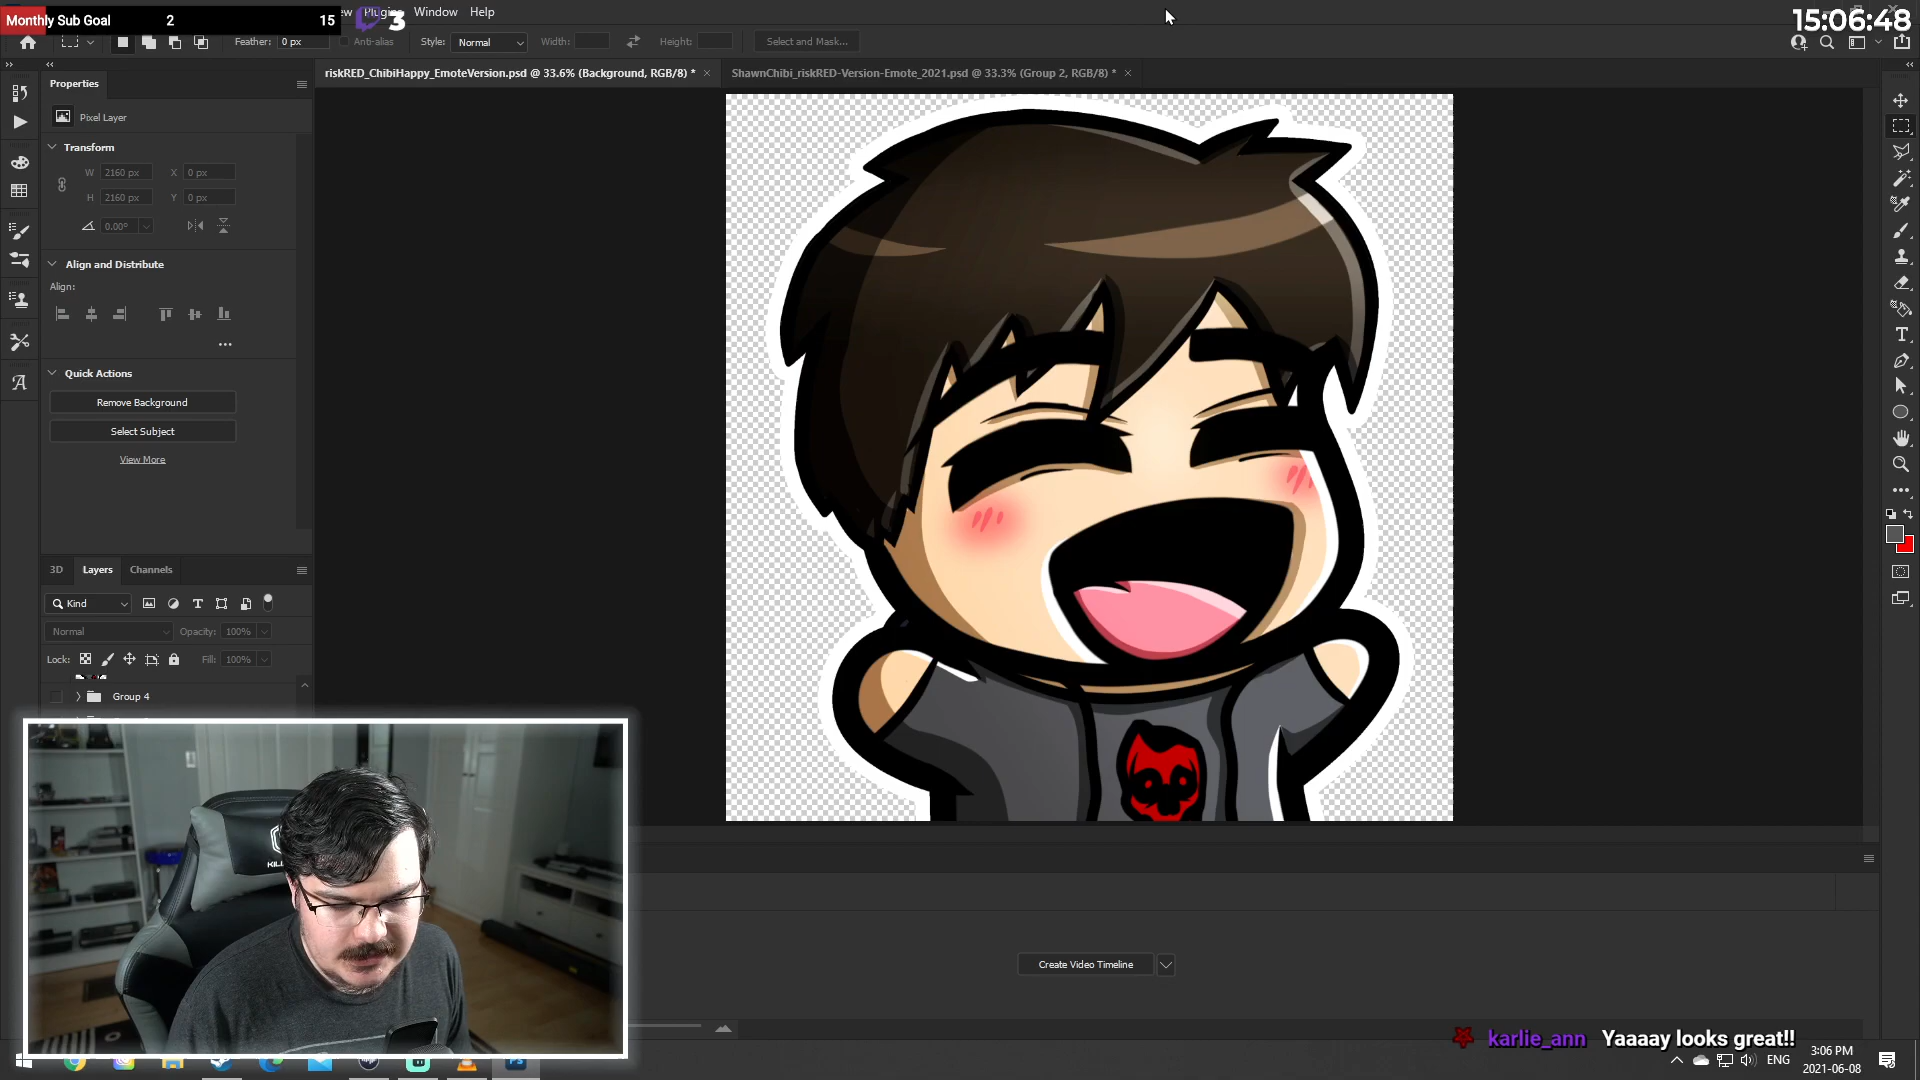 Monthly Sub Goal 2 15
3
Plugins Window Help
15:06:48
Feather: 0 px Anti-alias Style: Normal Width: Height: Select and Mask...
riskRED_ChibiHappy_EmoteVersion.psd @ 33.6% (Background, RGB/8) *
ShawnChibi_riskRED-Version-Emote_2021.psd @ 33.3% (Group 2, RGB/8) *
Properties
Pixel Layer
Transform
W 2160 px X 0 px
H 2160 px Y 0 px
0.00°
Align and Distribute
Align:
Quick Actions
Remove Background
Select Subject
View More
3D Layers Channels
Kind
Normal Opacity: 100%
Lock: Fill: 100%
Group 4
Create Video Timeline
karlie_ann Yaaaay looks great!!
ENG
3:06 PM
2021-06-08